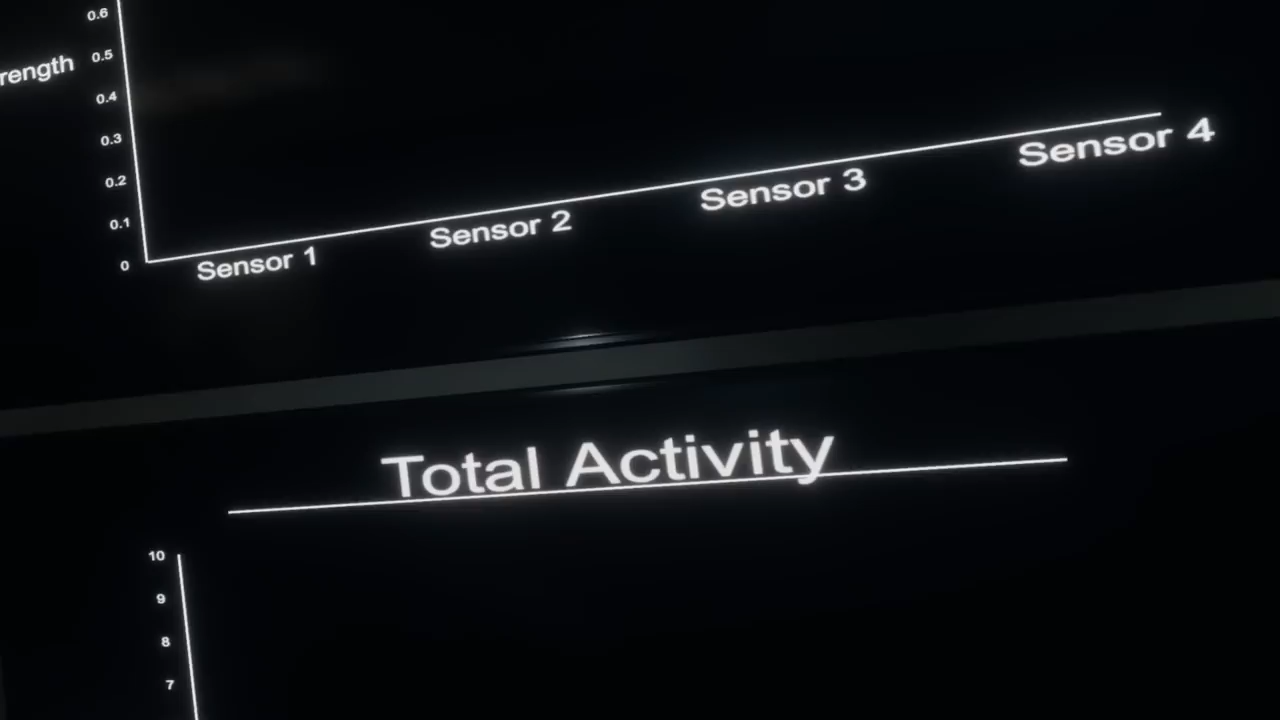 0.6
0.5
rength
0.4
0.3
0.2
0.1
0
Sensor 1
Sensor 2
Sensor 3
Sensor 4
Total Activity
10
9
8
7